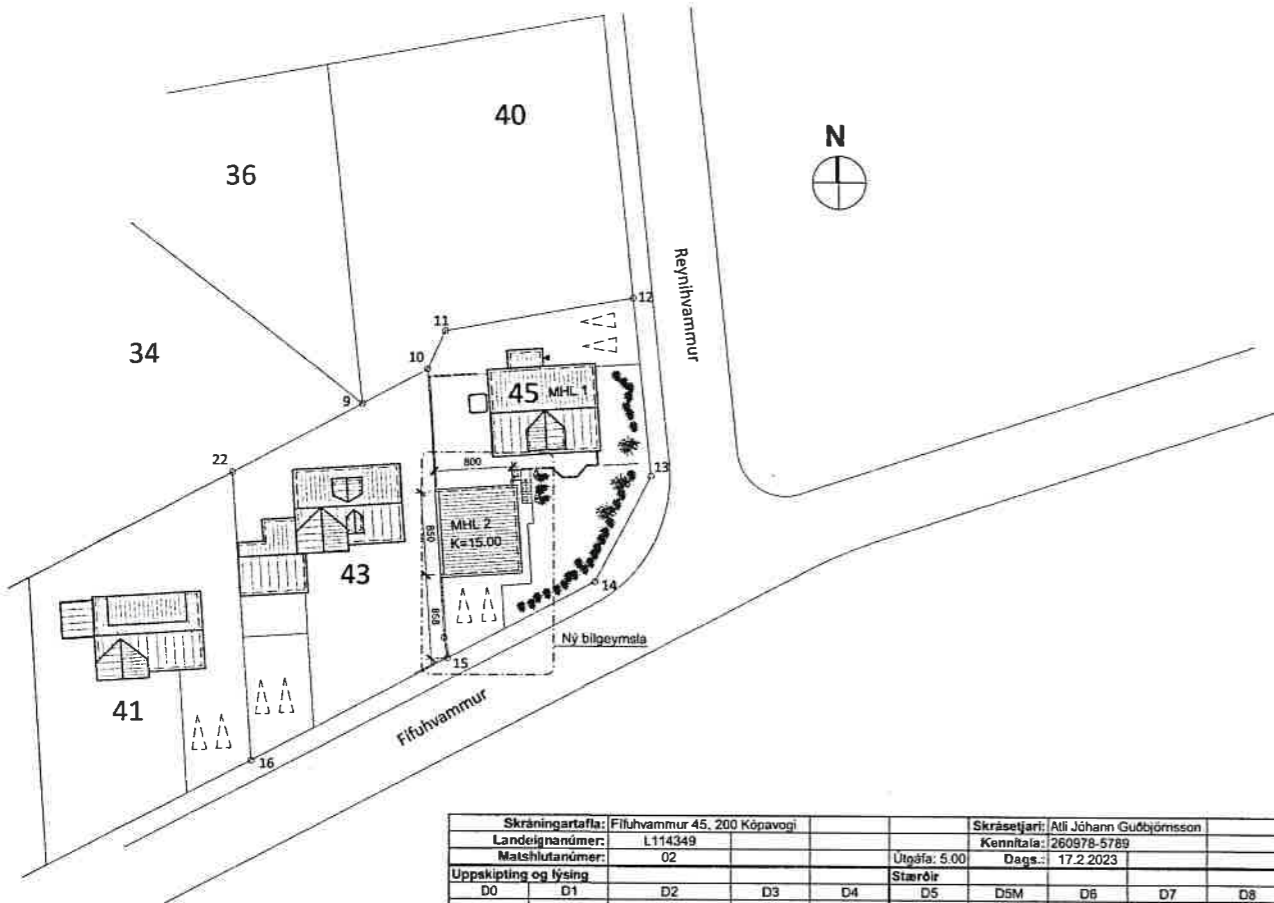 40
36
N
Reynihvammur
12
11
34
10
45 MHL 1
9
22
800
13
MHL 2
K=15.00
850
43
14
858
Ný bílgeymsla
15
41
Fífuhvammur
16
Skráningartafla: Fífuhvammur 45, 200 Kópavogi Skrásetjari: Atli Jóhann Guðbjörnsson
Landeignanúmer: L114349 Kennitala: 260978-5789
Matshlutanúmer: 02 Útgáfa: 5.00 Dags.: 17.2.2023
Uppskipting og lýsing Stærðir
D0 D1 D2 D3 D4 D5 D5M D6 D7 D8